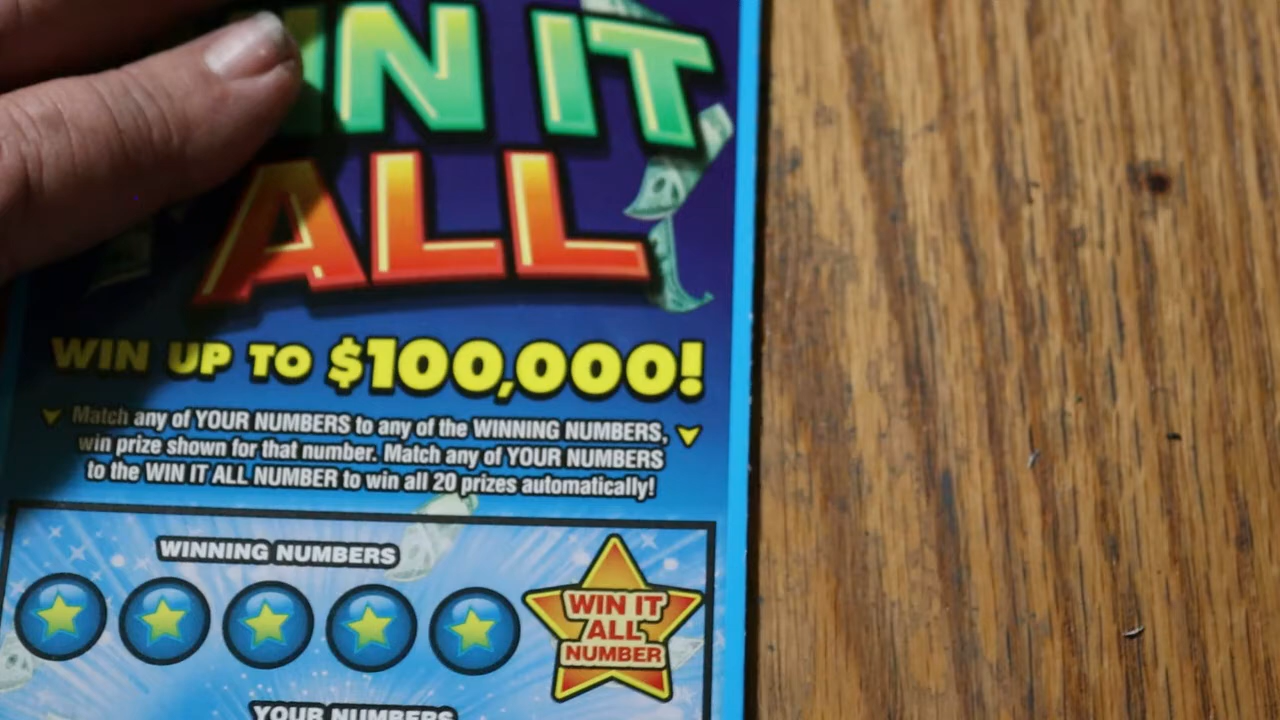 IN IT
ALL
WIN UP TO $100,000!
Match any of YOUR NUMBERS to any of the WINNING NUMBERS,
win prize shown for that number. Match any of YOUR NUMBERS
to the WIN IT ALL NUMBER to win all 20 prizes automatically!
WINNING NUMBERS
WIN IT
ALL
NUMBER
YOUR NUMBERS